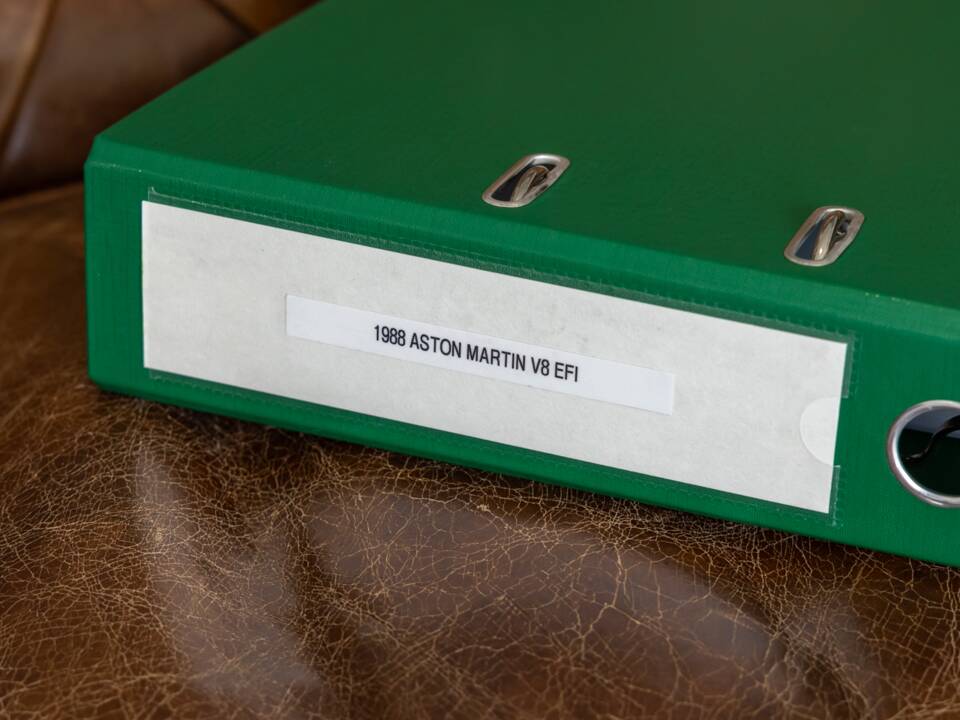 1988 ASTON MARTIN V8 EFI